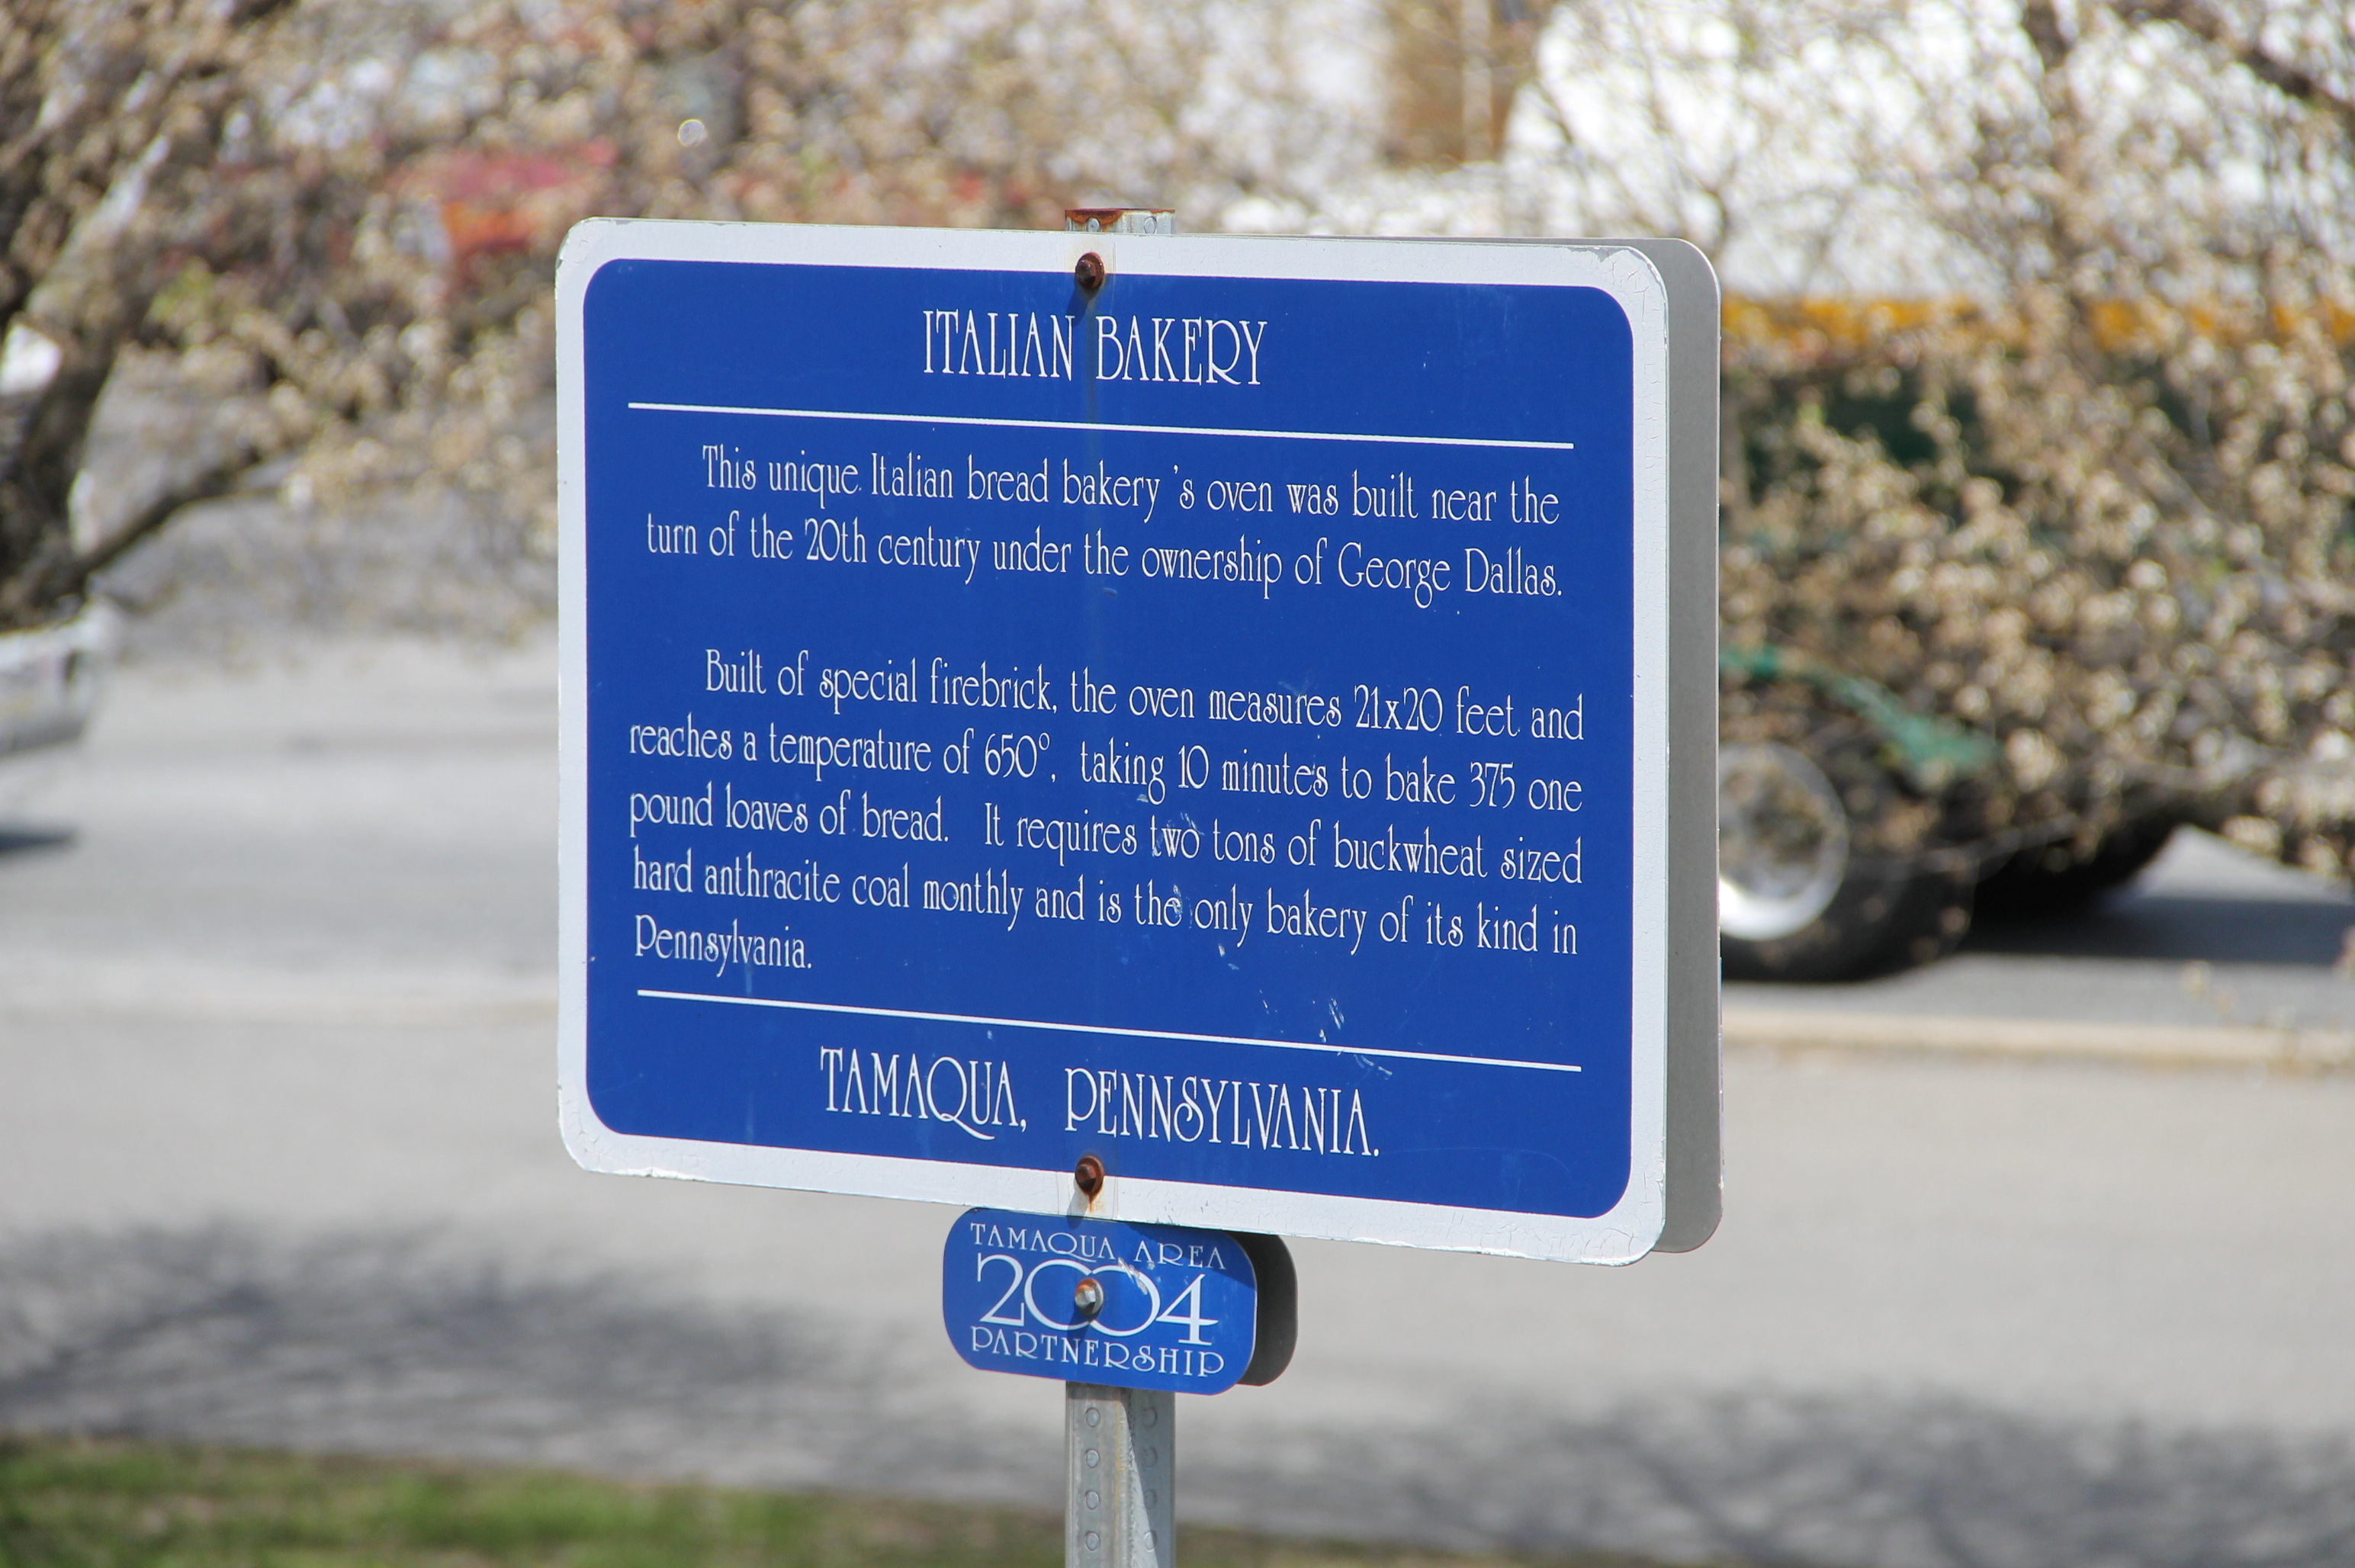 ITALIAN BAKERY
This unique Italian bread bakery 's oven was built near the
turn of the 20th century under the ownership of George Dallas.
Built of special firebrick, the oven measures 21x20 feet and
reaches a temperature of 650°, taking 10 minutes to bake 375 one
pound loaves of bread. It requires two tons of buckwheat sized
hard anthracite coal monthly and is the only bakery of its kind in
Pennsylvania.
TAMAQUA, PENNSYLVANIA.
TAMAQUA AREA
2004
PARTNERSHIP